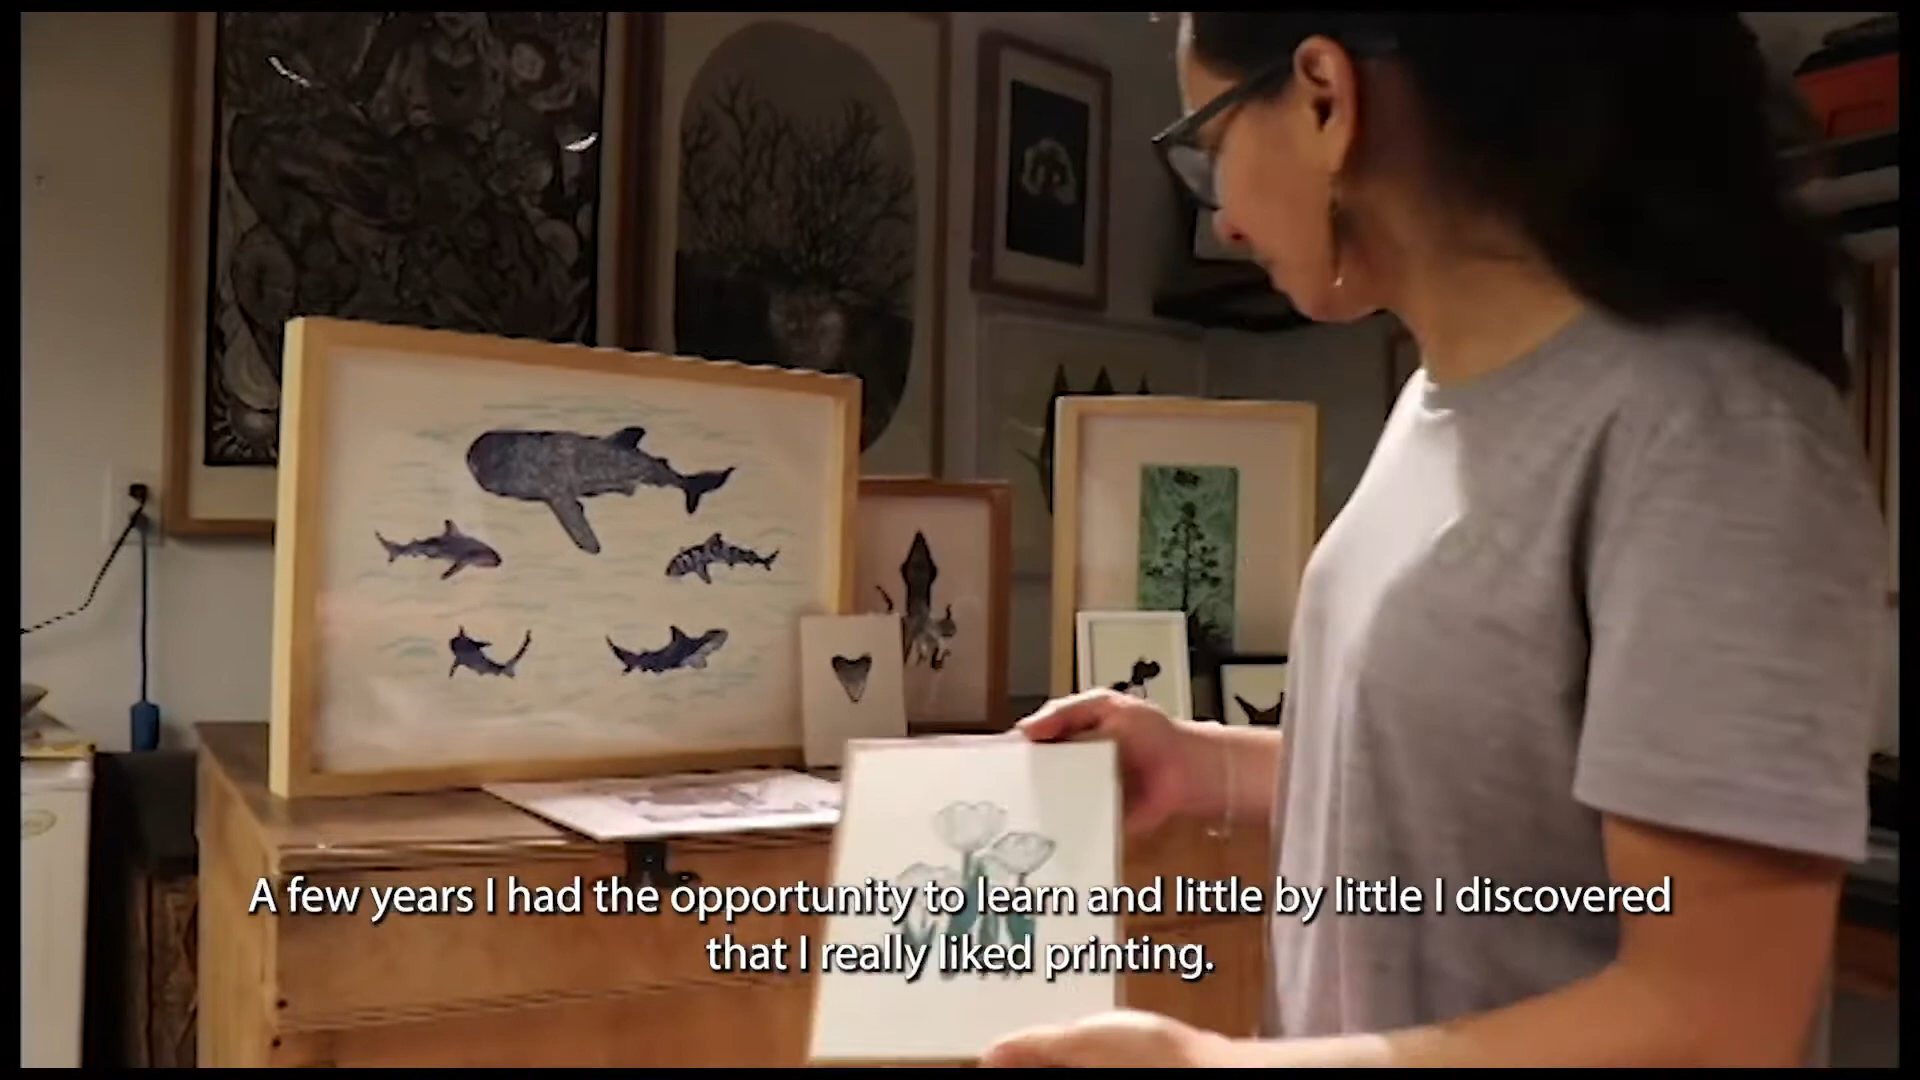 A few years I had the opportunity to learn and little by little I discovered
that I really liked printing.